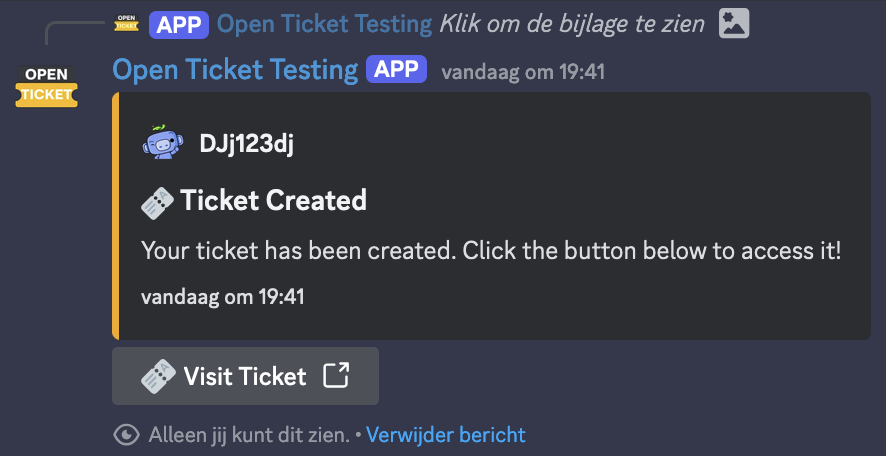 OPEN TICKET APP Open Ticket Testing Klik om de bijlage te zien
OPEN
TICKET
Open Ticket Testing APP vandaag om 19:41
DJj123dj
Ticket Created
Your ticket has been created. Click the button below to access it!
vandaag om 19:41
Visit Ticket
Alleen jij kunt dit zien. • Verwijder bericht